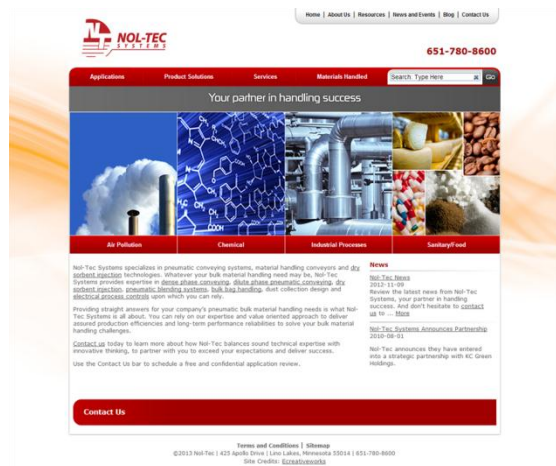 Home | About Us | Resources | News and Events | Blog | Contact Us
NOL-TEC
SYSTEMS
651-780-8600
Applications Product Solutions Services Materials Handled Search Type Here Go
Your partner in handling success
Air Pollution Chemical Industrial Processes Sanitary/Food
Nol-Tec Systems specializes in pneumatic conveying systems, material handling conveyors and dry
sorbent injection technologies. Whatever your bulk material handling need may be, Nol-Tec
Systems provides expertise in dense phase conveying, dilute phase pneumatic conveying, dry
sorbent injection, pneumatic blending systems, bulk bag handling, dust collection design and
electrical process controls upon which you can rely.
Providing straight answers for your company's pneumatic bulk material handling needs is what Nol-
Tec Systems is all about. You can rely on our expertise and value oriented approach to deliver
assured production efficiencies and long-term performance reliabilities to solve your bulk material
handling challenges.
Contact us today to learn more about how Nol-Tec balances sound technical expertise with
innovative thinking, to partner with you to exceed your expectations and deliver success.
Use the Contact Us bar to schedule a free and confidential application review.
News
Nol-Tec News
2012-11-09
Review the latest news from Nol-Tec
Systems, your partner in handling
success. And don't hesitate to contact
us to ... More
Nol-Tec Systems Announces Partnership
2010-08-01
Nol-Tec announces they have entered
into a strategic partnership with KC Green
Holdings.
Contact Us
Terms and Conditions | Sitemap
©2013 Nol-Tec | 425 Apollo Drive | Lino Lakes, Minnesota 55014 | 651-780-8600
Site Credits: Ecreativeworks